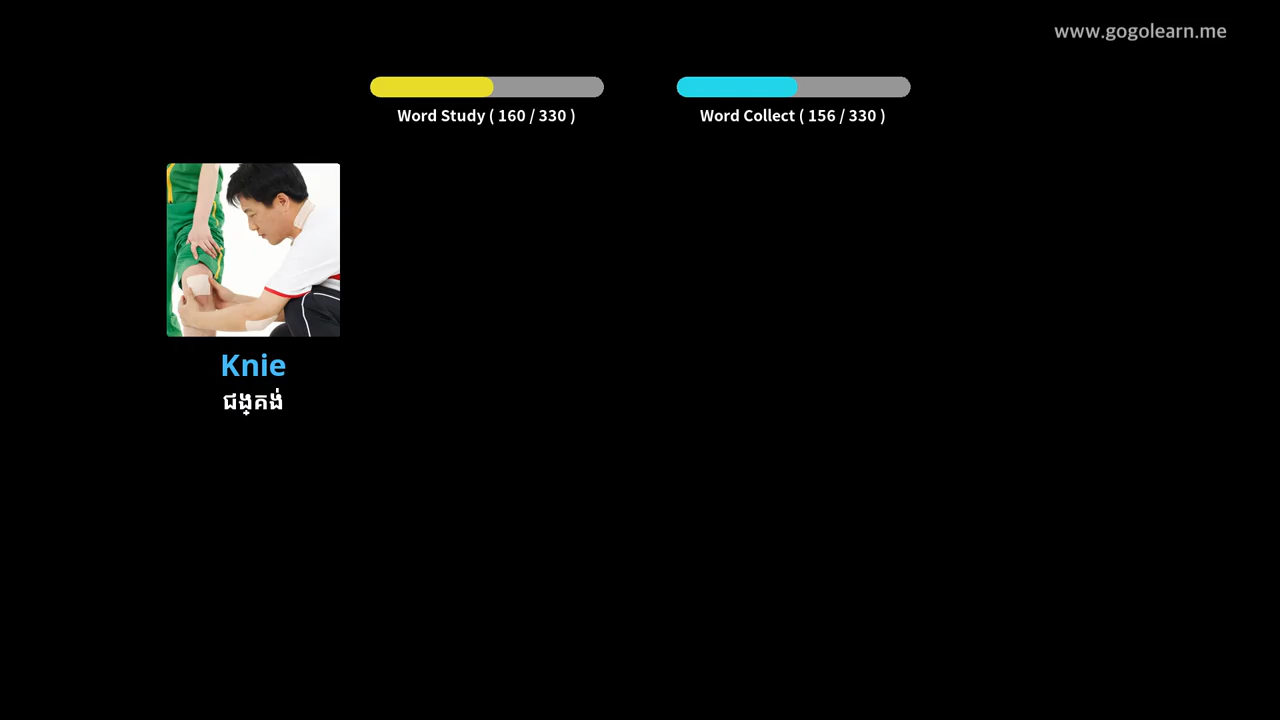 www.gogolearn.me
Word Study ( 160 / 330 )
Word Collect ( 156 / 330 )
Knie
ជង្គង់